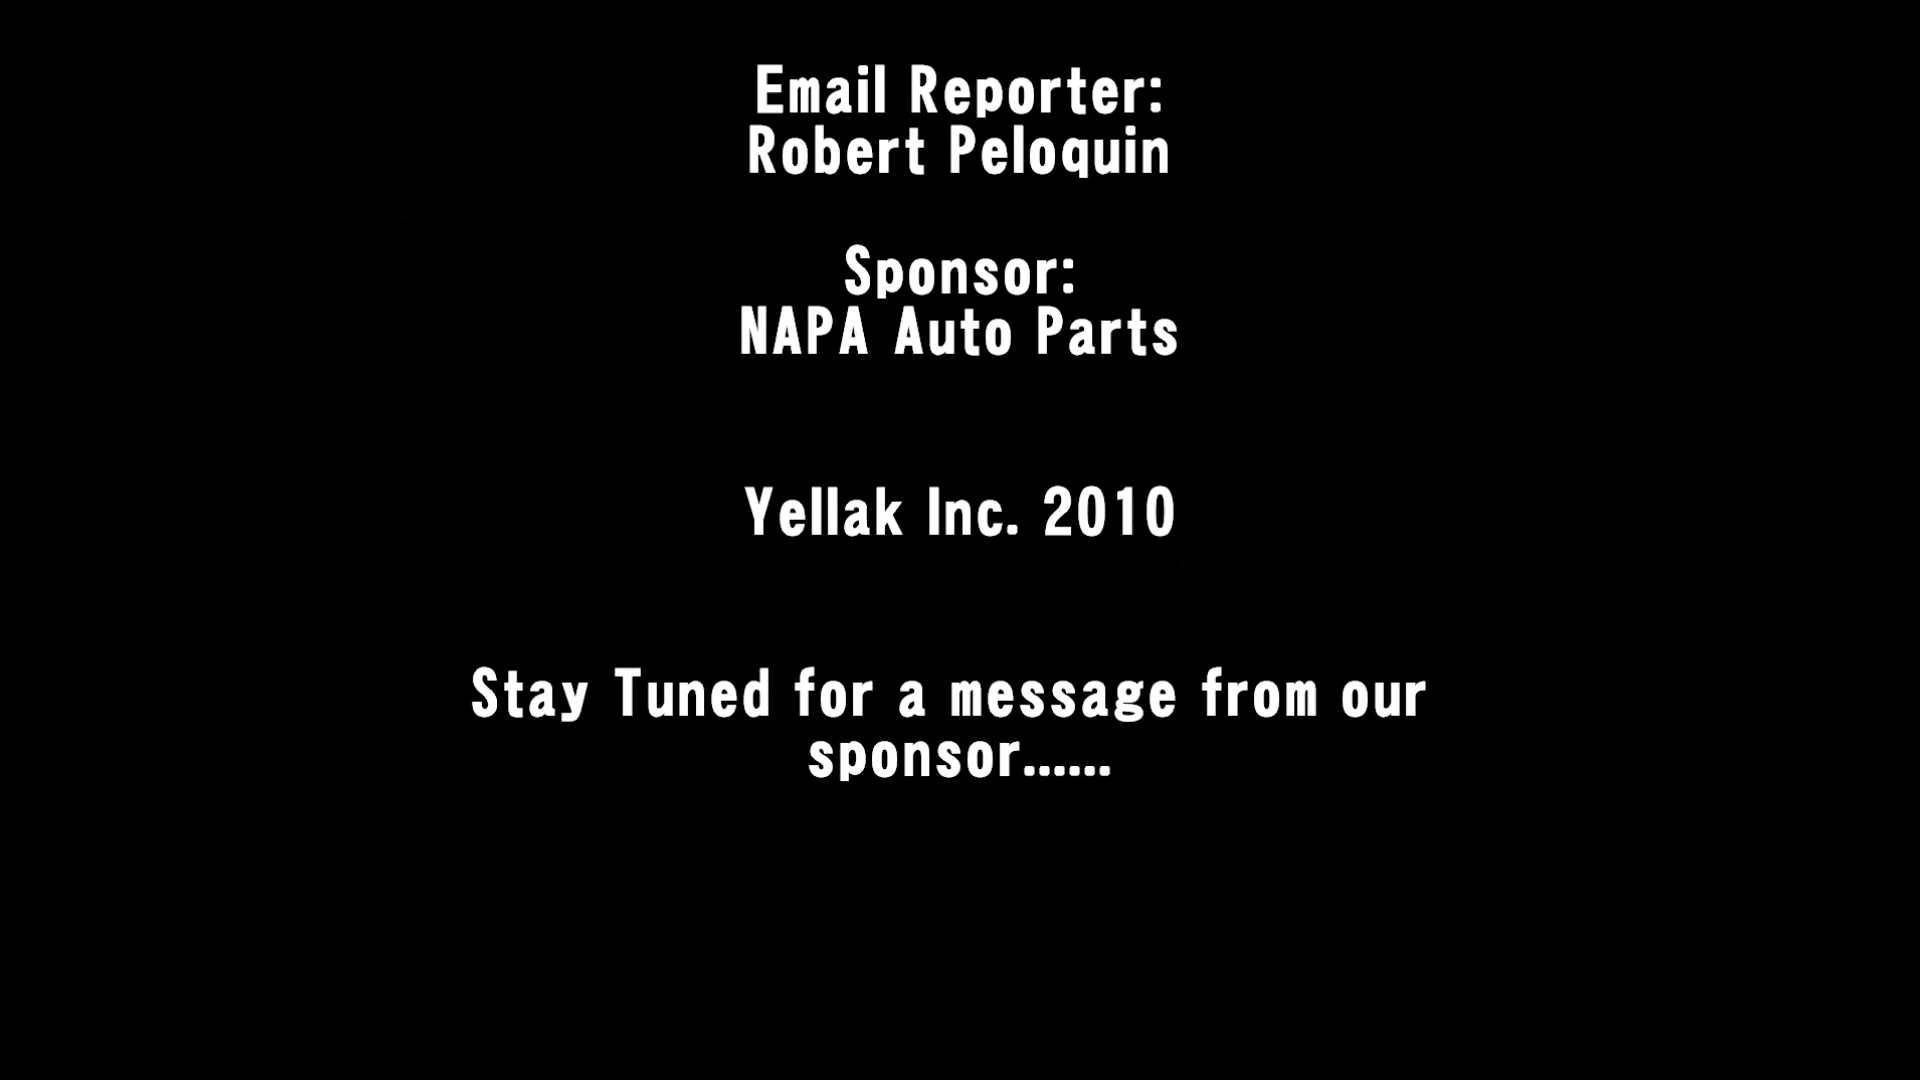 Email Reporter:
Robert Peloquin
Sponsor:
NAPA Auto Parts
Yellak Inc. 2010
Stay Tuned for a message from our
sponsor......